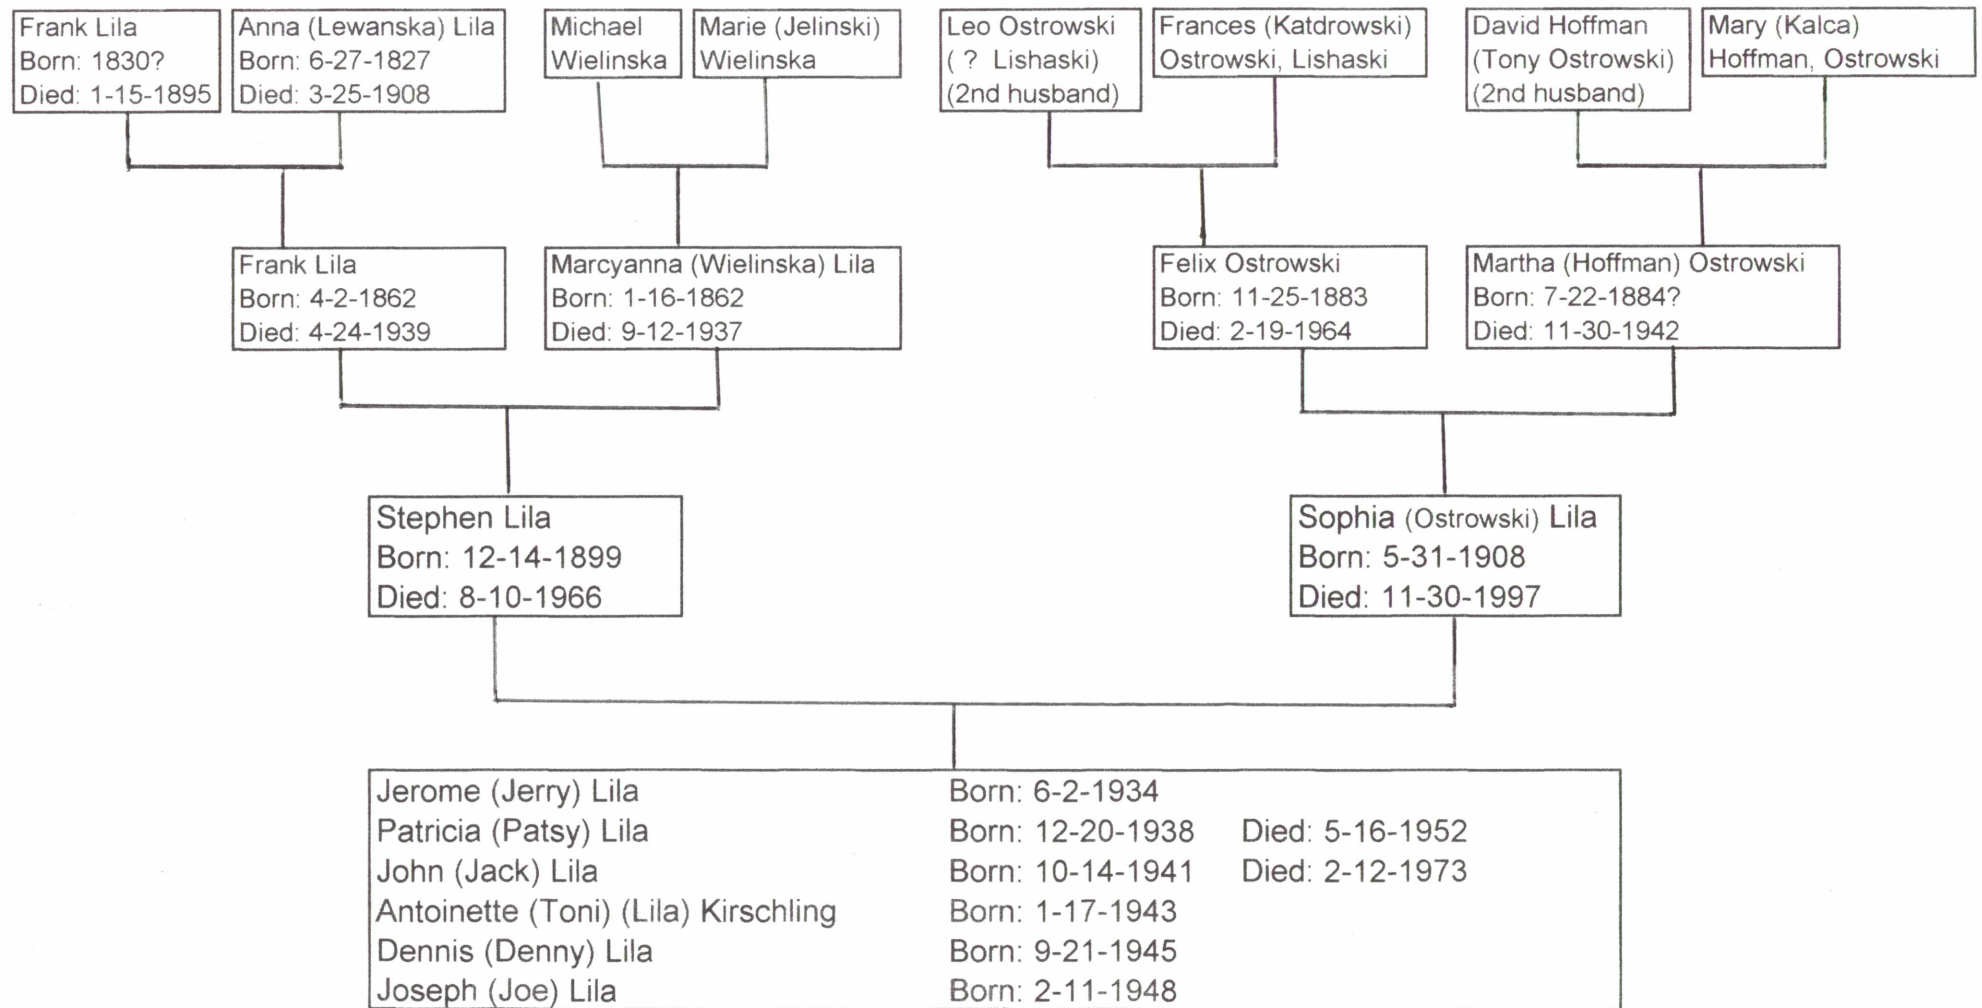 Frank Lila
Born: 1830?
Died: 1-15-1895
Anna (Lewanska) Lila
Born: 6-27-1827
Died: 3-25-1908
Michael
Wielinska
Marie (Jelinski)
Wielinska
Leo Ostrowski
( ? Lishaski)
(2nd husband)
Frances (Katdrowski)
Ostrowski, Lishaski
David Hoffman
(Tony Ostrowski)
(2nd husband)
Mary (Kalca)
Hoffman, Ostrowski
Frank Lila
Born: 4-2-1862
Died: 4-24-1939
Marcyanna (Wielinska) Lila
Born: 1-16-1862
Died: 9-12-1937
Felix Ostrowski
Born: 11-25-1883
Died: 2-19-1964
Martha (Hoffman) Ostrowski
Born: 7-22-1884?
Died: 11-30-1942
Stephen Lila
Born: 12-14-1899
Died: 8-10-1966
Sophia (Ostrowski) Lila
Born: 5-31-1908
Died: 11-30-1997
Jerome (Jerry) Lila Born: 6-2-1934
Patricia (Patsy) Lila Born: 12-20-1938 Died: 5-16-1952
John (Jack) Lila Born: 10-14-1941 Died: 2-12-1973
Antoinette (Toni) (Lila) Kirschling Born: 1-17-1943
Dennis (Denny) Lila Born: 9-21-1945
Joseph (Joe) Lila Born: 2-11-1948